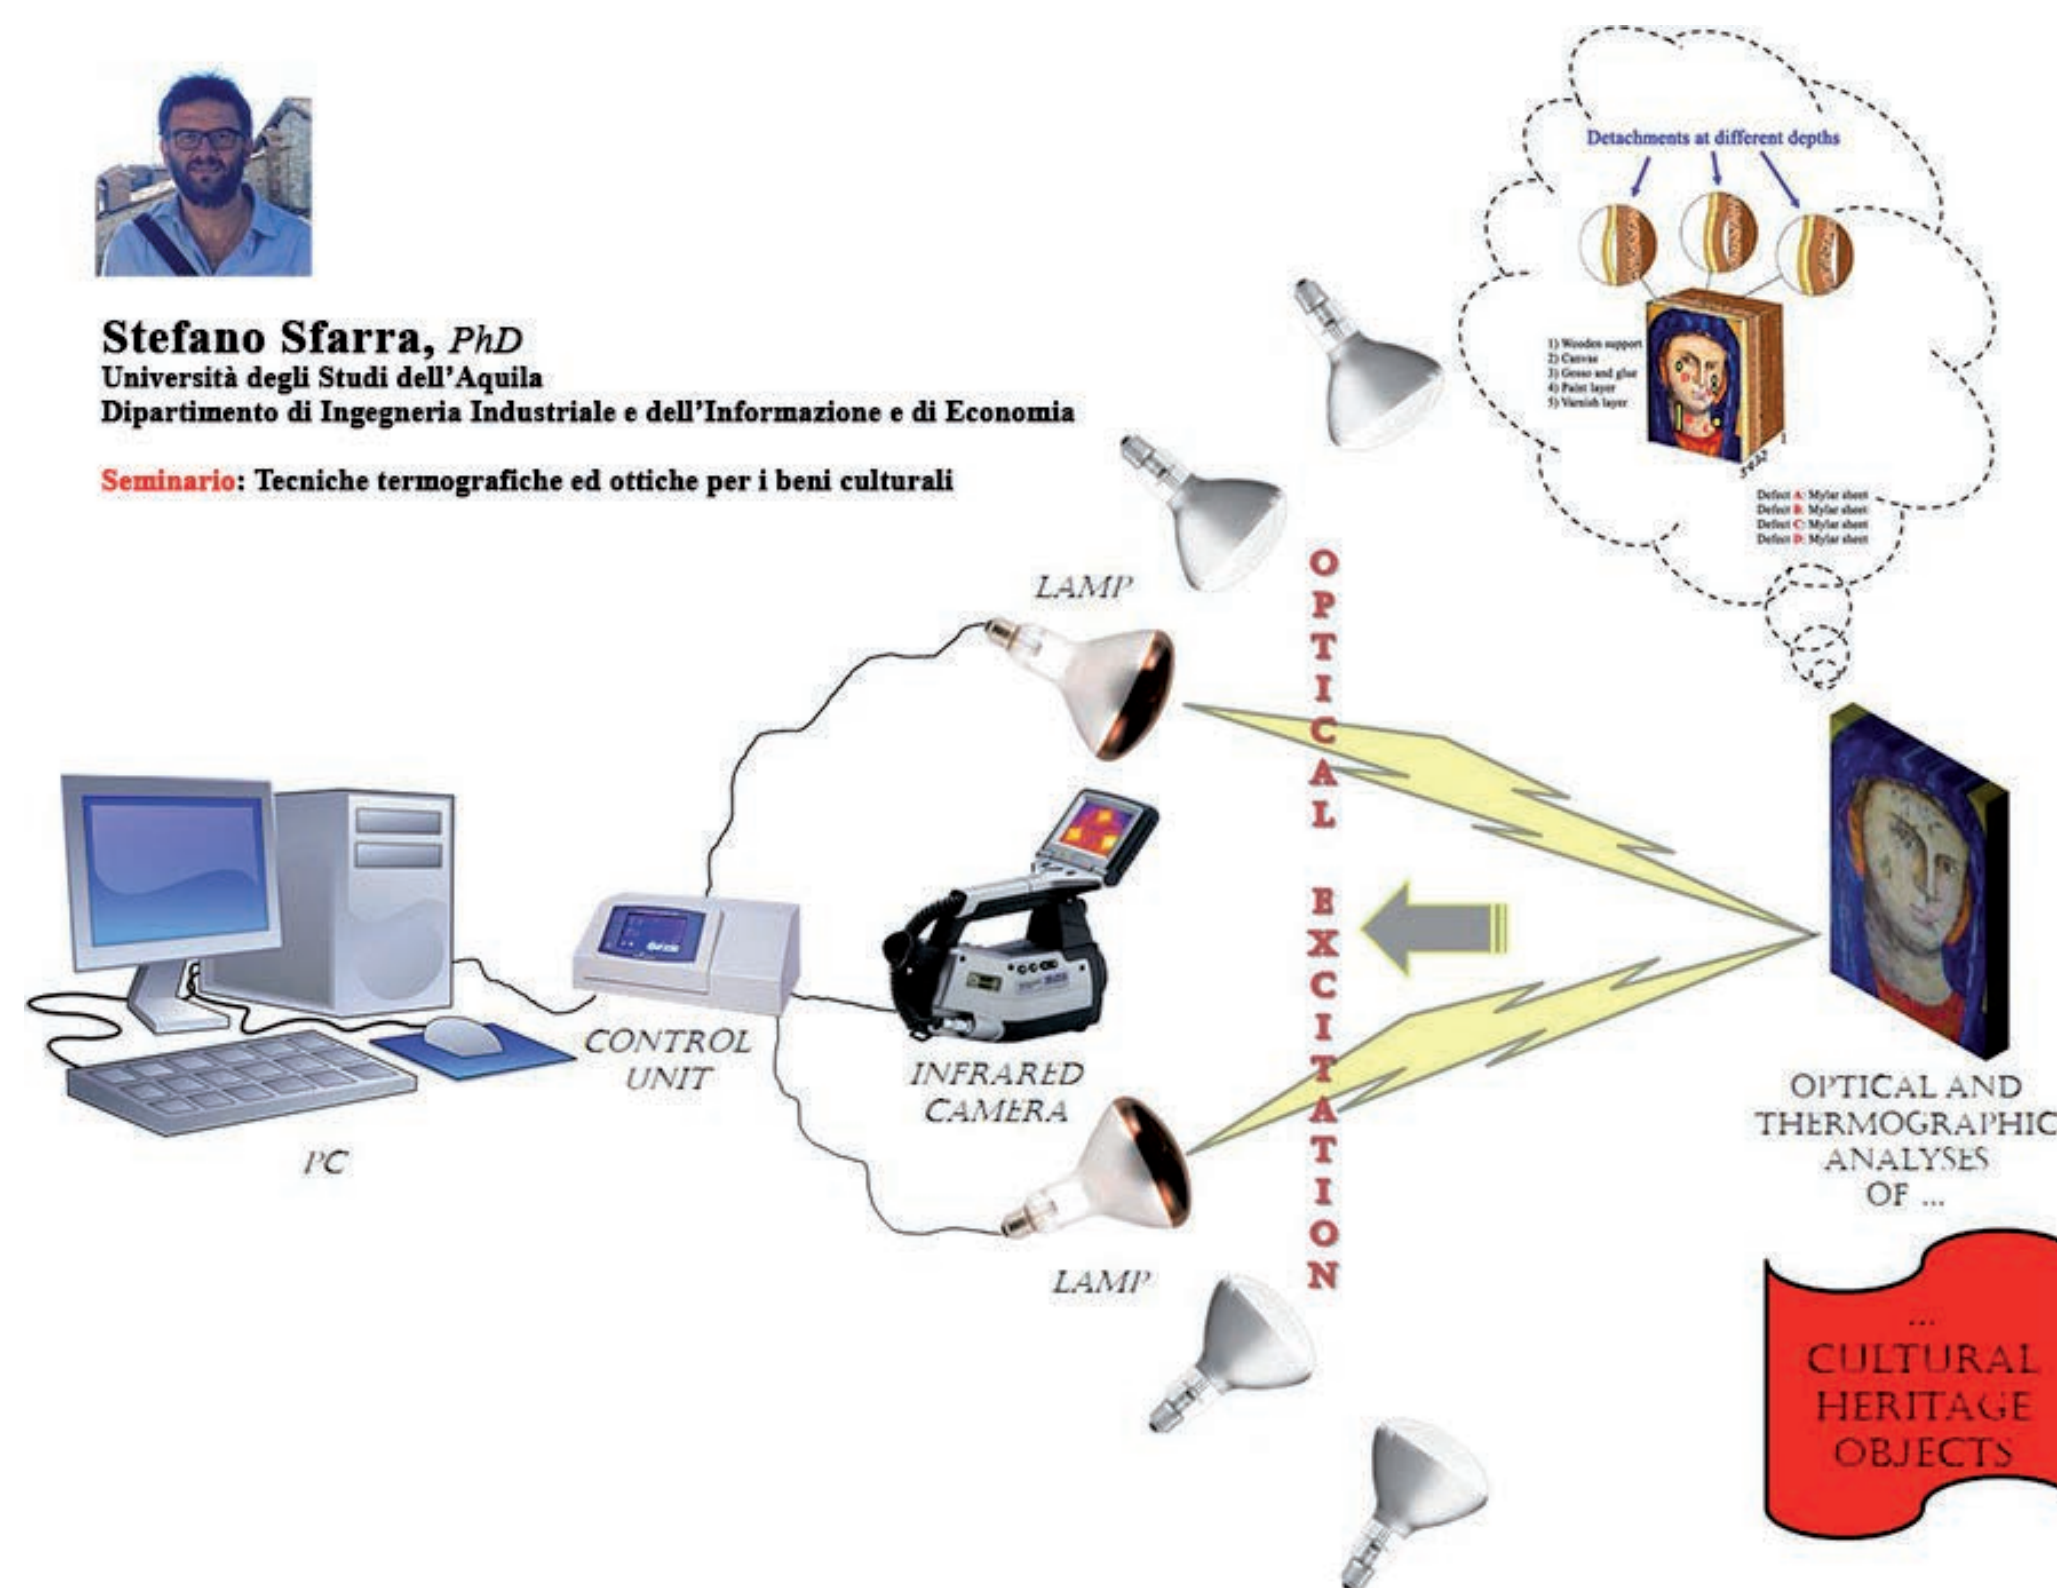 Stefano Sfarra, PhD
Università degli Studi dell'Aquila
Dipartimento di Ingegneria Industriale e dell'Informazione e di Economia
Seminario: Tecniche termografiche ed ottiche per i beni culturali
Detachments at different depths
1) Wooden support
2) Canvas
3) Gesso and glue
4) Paint layer
5) Varnish layer
1
5432
Defect A: Mylar sheet
Defect B: Mylar sheet
Defect C: Mylar sheet
Defect D: Mylar sheet
LAMP
OPTICAL EXCITATION
CONTROL
UNIT
INFRARED
CAMERA
PC
LAMP
OPTICAL AND
THERMOGRAPHIC
ANALYSES
OF ...
...
CULTURAL
HERITAGE
OBJECTS